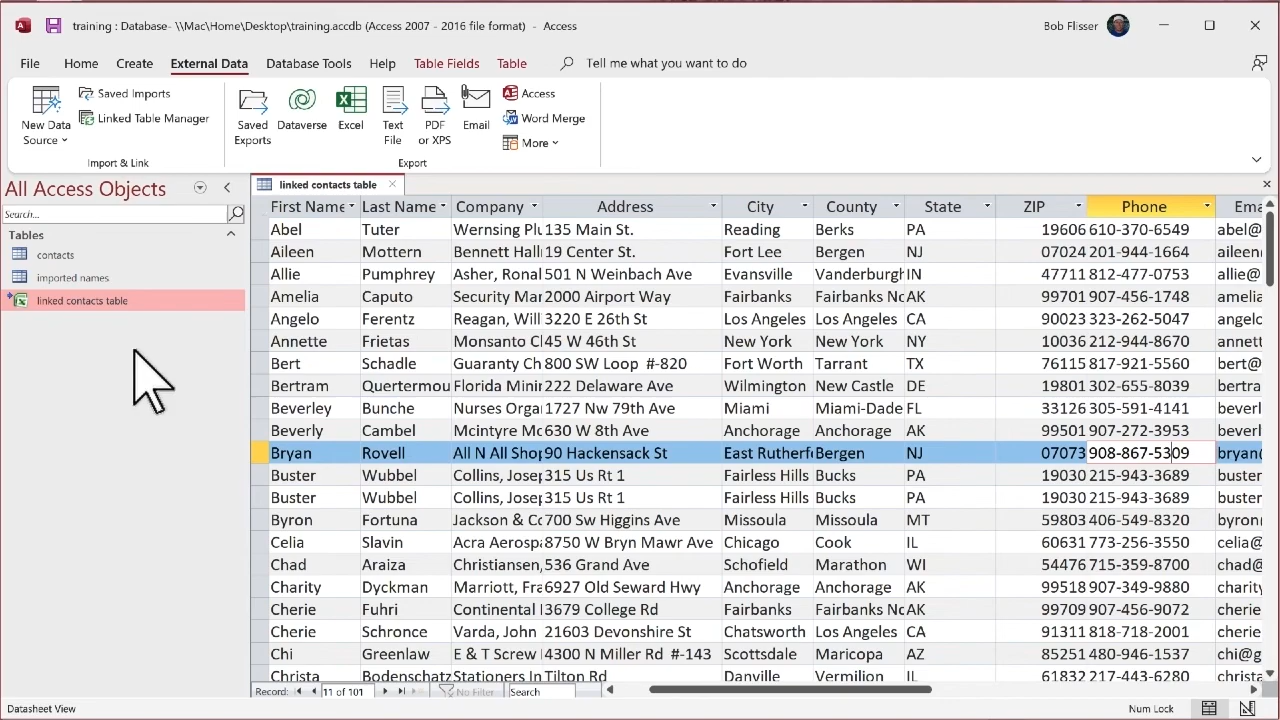 training : Database- \\Mac\Home\Desktop\training.accdb (Access 2007 - 2016 file format) - Access
Bob Flisser
File Home Create External Data Database Tools Help Table Fields Table Tell me what you want to do
New Data Source
Saved Imports
Linked Table Manager
Import & Link
Saved Exports
Dataverse
Excel
Text File
PDF or XPS
Email
Access
Word Merge
More
Export
All Access Objects
Search...
Tables
contacts
imported names
linked contacts table
linked contacts table
First Name Last Name Company Address City County State ZIP Phone Ema
Abel Tuter Wernsing Plu 135 Main St. Reading Berks PA 19606 610-370-6549 abel@
Aileen Mottern Bennett Hall 19 Center St. Fort Lee Bergen NJ 07024 201-944-1664 aileen
Allie Pumphrey Asher, Ronal 501 N Weinbach Ave Evansville Vanderburgh IN 47711 812-477-0753 allie@
Amelia Caputo Security Mar 2000 Airport Way Fairbanks Fairbanks No AK 99701 907-456-1748 amelia
Angelo Ferentz Reagan, Will 3220 E 26th St Los Angeles Los Angeles CA 90023 323-262-5047 angelo
Annette Frietas Monsanto C 45 W 46th St New York New York NY 10036 212-944-8670 annett
Bert Schadle Guaranty Ch 800 SW Loop #-820 Fort Worth Tarrant TX 76115 817-921-5560 bert@
Bertram Quertermou Florida Minin 222 Delaware Ave Wilmington New Castle DE 19801 302-655-8039 bertra
Beverley Bunche Nurses Orga 1727 Nw 79th Ave Miami Miami-Dade FL 33126 305-591-4141 beverl
Beverly Cambel Mcintyre Mc 630 W 8th Ave Anchorage Anchorage AK 99501 907-272-3953 beverl
Bryan Rovell All N All Shop 90 Hackensack St East Rutherfo Bergen NJ 07073 908-867-5309 bryan@
Buster Wubbel Collins, Josep 315 Us Rt 1 Fairless Hills Bucks PA 19030 215-943-3689 buster
Buster Wubbel Collins, Josep 315 Us Rt 1 Fairless Hills Bucks PA 19030 215-943-3689 buster
Byron Fortuna Jackson & Co 700 Sw Higgins Ave Missoula Missoula MT 59803 406-549-8320 byron
Celia Slavin Acra Aerosp 8750 W Bryn Mawr Ave Chicago Cook IL 60631 773-256-3550 celia@
Chad Araiza Christiansen, 536 Grand Ave Schofield Marathon WI 54476 715-359-8700 chad@
Charity Dyckman Marriott, Fra 6927 Old Seward Hwy Anchorage Anchorage AK 99518 907-349-9880 charity
Cherie Fuhri Continental 3679 College Rd Fairbanks Fairbanks No AK 99709 907-456-9072 cherie
Cherie Schronce Varda, John 21603 Devonshire St Chatsworth Los Angeles CA 91311 818-718-2001 cherie
Chi Greenlaw E & T Screw 4300 N Miller Rd #-143 Scottsdale Maricopa AZ 85251 480-946-1537 chi@g
Christa Bodenschatz Stationers In Tilton Rd Danville Vermilion IL 61832 217-443-6280 christa
Record: 11 of 101 No Filter Search
Datasheet View
Num Lock